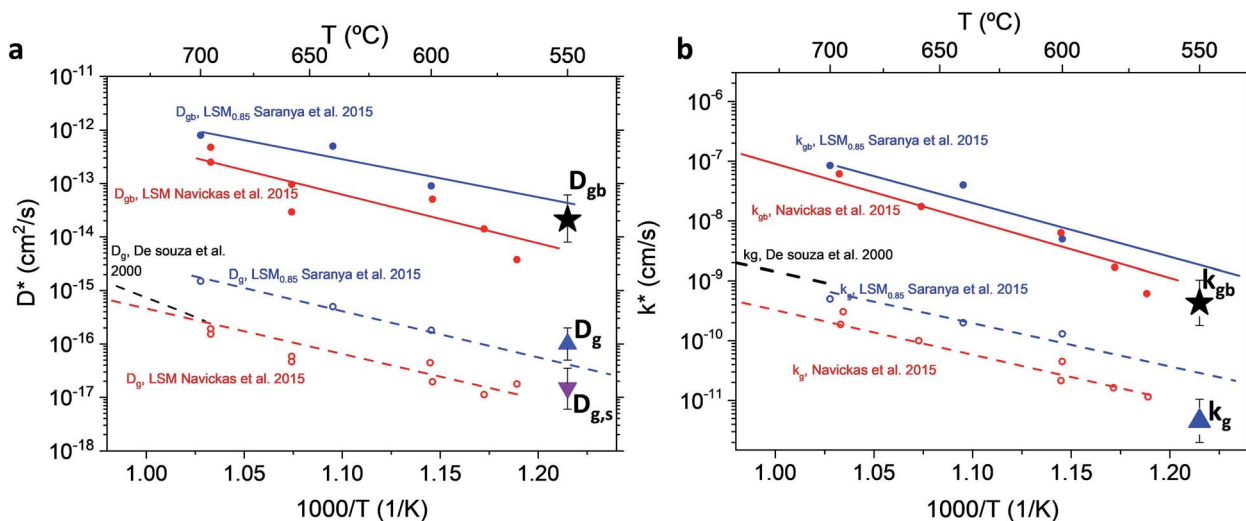 a
T (ºC)
700 650 600 550
10⁻¹¹
10⁻¹²
10⁻¹³
10⁻¹⁴
10⁻¹⁵
10⁻¹⁶
10⁻¹⁷
10⁻¹⁸
D* (cm²/s)
D_gb, LSM_0.85 Saranya et al. 2015
D_gb, LSM Navickas et al. 2015
D_gb
D_g, De souza et al.
2000
D_g, LSM_0.85 Saranya et al. 2015
D_g
D_g, LSM Navickas et al. 2015
D_g,s
1.00 1.05 1.10 1.15 1.20
1000/T (1/K)
b
T (ºC)
700 650 600 550
10⁻⁶
10⁻⁷
10⁻⁸
10⁻⁹
10⁻¹⁰
10⁻¹¹
k* (cm/s)
k_gb, LSM_0.85 Saranya et al. 2015
k_gb, Navickas et al. 2015
kg, De souza et al. 2000
k_gb
k_g, LSM_0.85 Saranya et al. 2015
k_g, Navickas et al. 2015
k_g
1.00 1.05 1.10 1.15 1.20
1000/T (1/K)